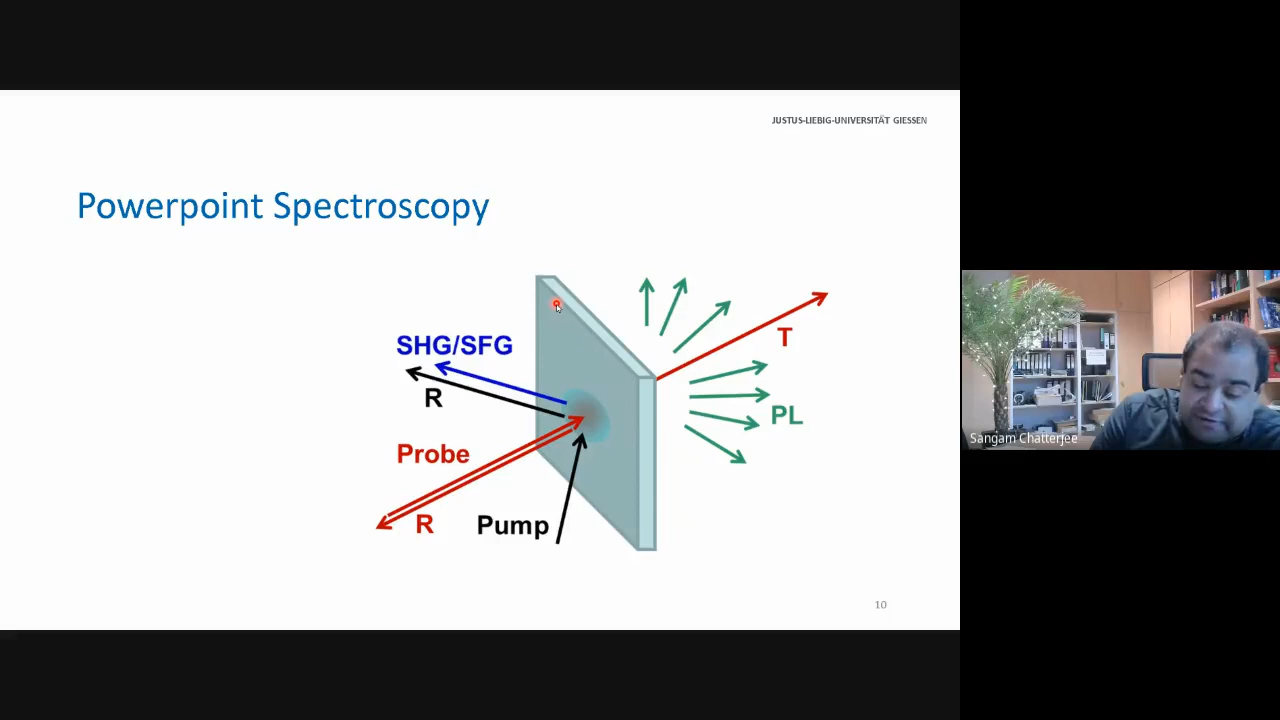 JUSTUS-LIEBIG-UNIVERSITÄT GIESSEN
Powerpoint Spectroscopy
SHG/SFG
R
Probe
R
Pump
T
PL
10
Sangam Chatterjee